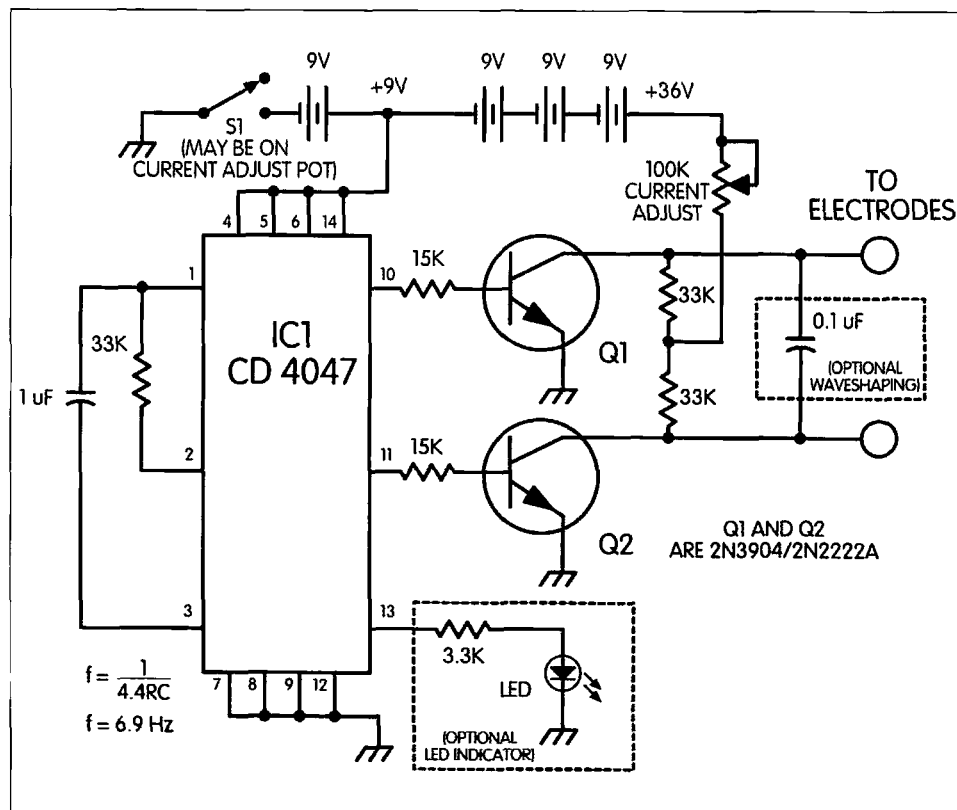 9V
+9V
9V
9V
9V
+36V
S1
(MAY BE ON
CURRENT ADJUST POT)
100K
CURRENT
ADJUST
TO
ELECTRODES
4
5
6
14
1
10
15K
33K
33K
1 uF
IC1
CD 4047
Q1
0.1 uF
(OPTIONAL
WAVESHAPING)
33K
2
11
15K
Q2
Q1 AND Q2
ARE 2N3904/2N2222A
3
13
3.3K
LED
(OPTIONAL
LED INDICATOR)
7
8
9
12
f = 1
4.4RC
f = 6.9 Hz